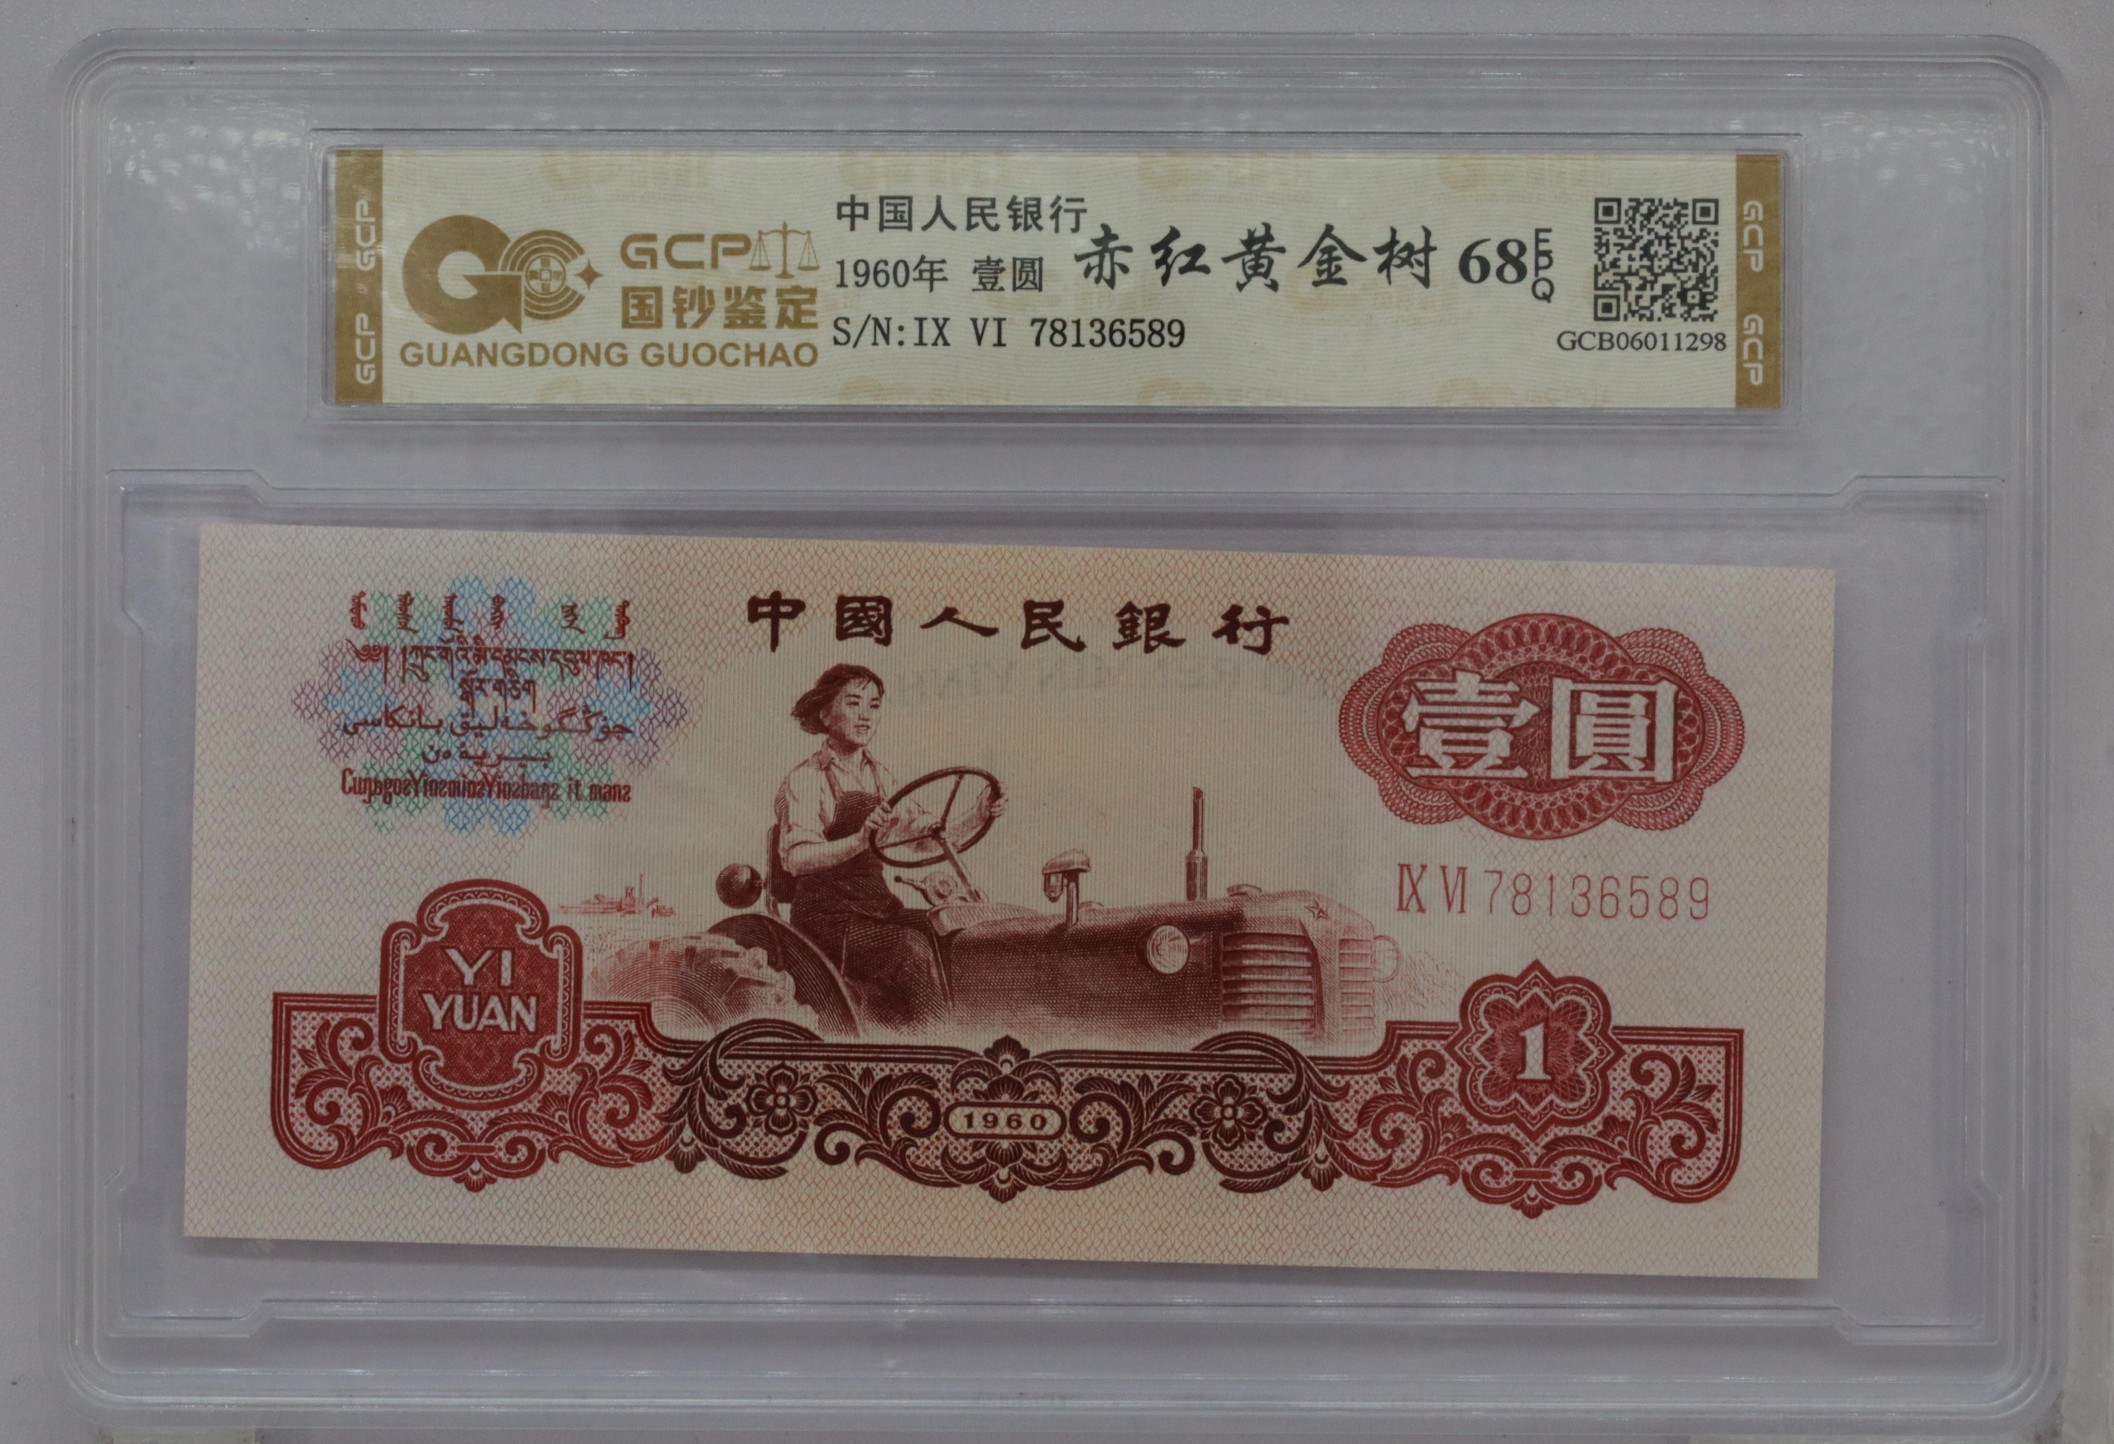 GCP GCP
GCP
国钞鉴定
GUANGDONG GUOCHAO
中国人民银行
1960年 壹圆
赤红黄金树 68 EPQ
S/N:IX VI 78136589
GCB06011298
GCP GCP
中國人民銀行
壹圓
IX VI 78136589
YI
YUAN
1960
1